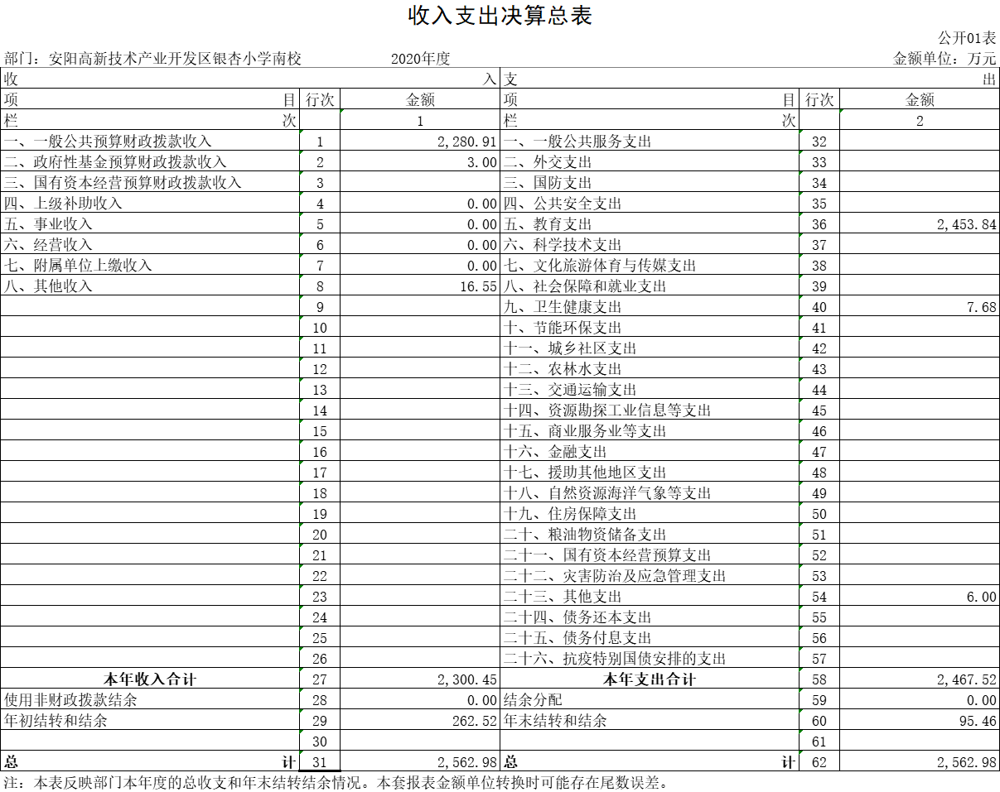 收入支出决算总表
公开01表
部门：安阳高新技术产业开发区银杏小学南校 2020年度 金额单位：万元
收 入 支 出
项 目 行次 金额 项 目 行次 金额
栏 次 1 栏 次 2
一、一般公共预算财政拨款收入 1 2,280.91 一、一般公共服务支出 32
二、政府性基金预算财政拨款收入 2 3.00 二、外交支出 33
三、国有资本经营预算财政拨款收入 3 三、国防支出 34
四、上级补助收入 4 0.00 四、公共安全支出 35
五、事业收入 5 0.00 五、教育支出 36 2,453.84
六、经营收入 6 0.00 六、科学技术支出 37
七、附属单位上缴收入 7 0.00 七、文化旅游体育与传媒支出 38
八、其他收入 8 16.55 八、社会保障和就业支出 39
9 九、卫生健康支出 40 7.68
10 十、节能环保支出 41
11 十一、城乡社区支出 42
12 十二、农林水支出 43
13 十三、交通运输支出 44
14 十四、资源勘探工业信息等支出 45
15 十五、商业服务业等支出 46
16 十六、金融支出 47
17 十七、援助其他地区支出 48
18 十八、自然资源海洋气象等支出 49
19 十九、住房保障支出 50
20 二十、粮油物资储备支出 51
21 二十一、国有资本经营预算支出 52
22 二十二、灾害防治及应急管理支出 53
23 二十三、其他支出 54 6.00
24 二十四、债务还本支出 55
25 二十五、债务付息支出 56
26 二十六、抗疫特别国债安排的支出 57
本年收入合计 27 2,300.45 本年支出合计 58 2,467.52
使用非财政拨款结余 28 0.00 结余分配 59 0.00
年初结转和结余 29 262.52 年末结转和结余 60 95.46
30 61
总 计 31 2,562.98 总 计 62 2,562.98
注：本表反映部门本年度的总收支和年末结转结余情况。本套报表金额单位转换时可能存在尾数误差。